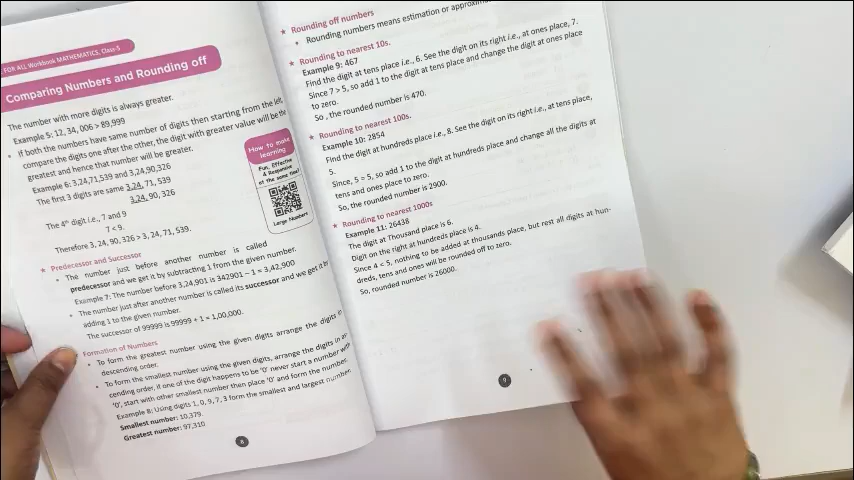 FOR ALL Workbook MATHEMATICS, Class-5
Comparing Numbers and Rounding off
The number with more digits is always greater.
Example 5: 12, 34, 006 > 89,999
• If both the numbers have same number of digits then starting from the left,
compare the digits one after the other, the digit with greater value will be the
greatest and hence that number will be greater.
Example 6: 3,24,71,539 and 3,24,90,326
The first 3 digits are same 3,24, 71, 539
3,24, 90, 326
The 4th digit i.e., 7 and 9
7 < 9.
Therefore 3, 24, 90, 326 > 3, 24, 71, 539.
How to make
learning
Fun, Effective
& Responsive
at the same time!
Large Numbers
★ Predecessor and Successor
• The number just before another number is called
predecessor and we get it by subtracting 1 from the given number.
Example 7: The number before 3,24,901 is 342901 – 1 = 3,42,900
• The number just after another number is called its successor and we get it by
adding 1 to the given number.
The successor of 99999 is 99999 + 1 = 1,00,000.
Formation of Numbers
• To form the greatest number using the given digits arrange the digits in
descending order.
• To form the smallest number using the given digits, arrange the digits in
cending order, if one of the digit happens to be '0' never start a number with
'0', start with other smallest number then place '0' and form the number.
Example 8: Using digits 1, 0, 9, 7, 3 form the smallest and largest number.
Smallest number: 10,379.
Greatest number: 97,310
8
★ Rounding off numbers
• Rounding numbers means estimation or
★ Rounding to nearest 10s.
Example 9: 467
Find the digit at tens place i.e., 6. See the digit on its right i.e., at ones place, 7.
Since 7 > 5, so add 1 to the digit at tens place and change the digit at ones place
to zero.
So, the rounded number is 470.
★ Rounding to nearest 100s.
Example 10: 2854
Find the digit at hundreds place i.e., 8. See the digit on its right i.e., at tens place,
5.
Since, 5 = 5, so add 1 to the digit at hundreds place and change all the digits at
tens and ones place to zero.
So, the rounded number is 2900.
★ Rounding to nearest 1000s
Example 11: 26438
The digit at Thousand place is 6.
Digit on the right at hundreds place is 4.
Since 4 < 5, nothing to be added at thousands place, but rest all digits at hun-
dreds, tens and ones will be rounded off to zero.
So, rounded number is 26000.
9